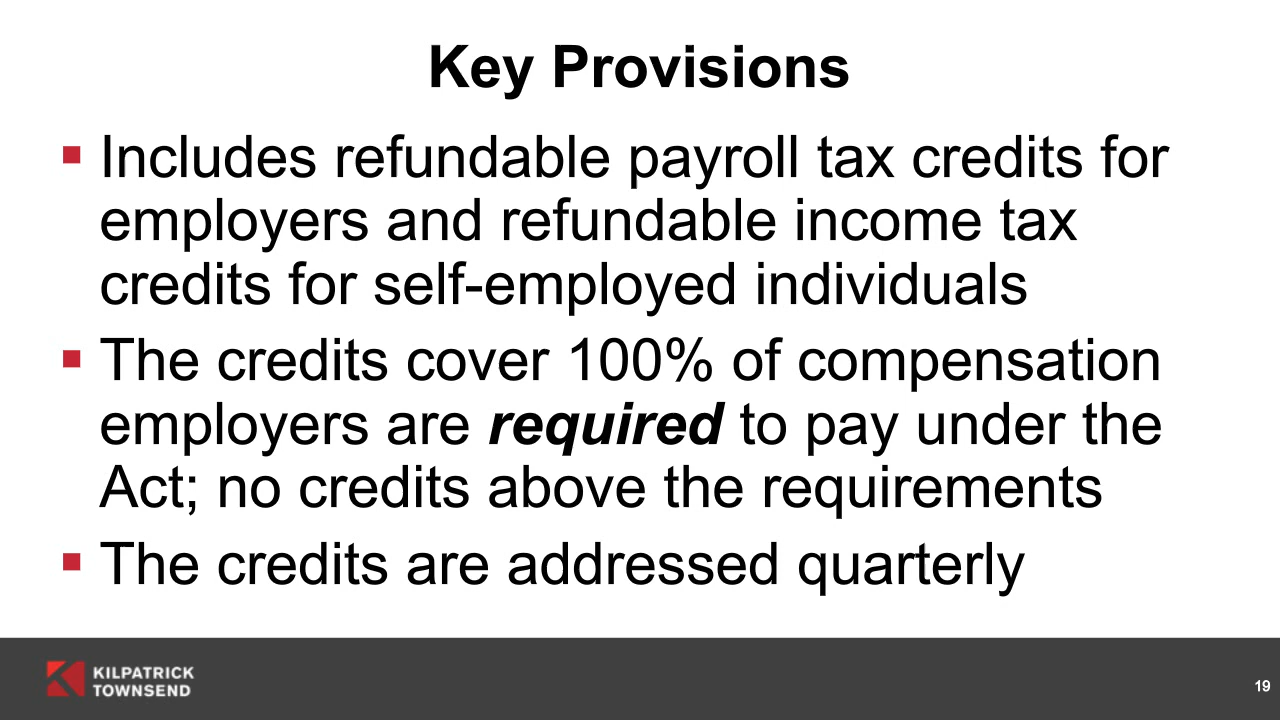 Key Provisions
Includes refundable payroll tax credits for
employers and refundable income tax
credits for self-employed individuals
The credits cover 100% of compensation
employers are required to pay under the
Act; no credits above the requirements
The credits are addressed quarterly
KILPATRICK
TOWNSEND
19